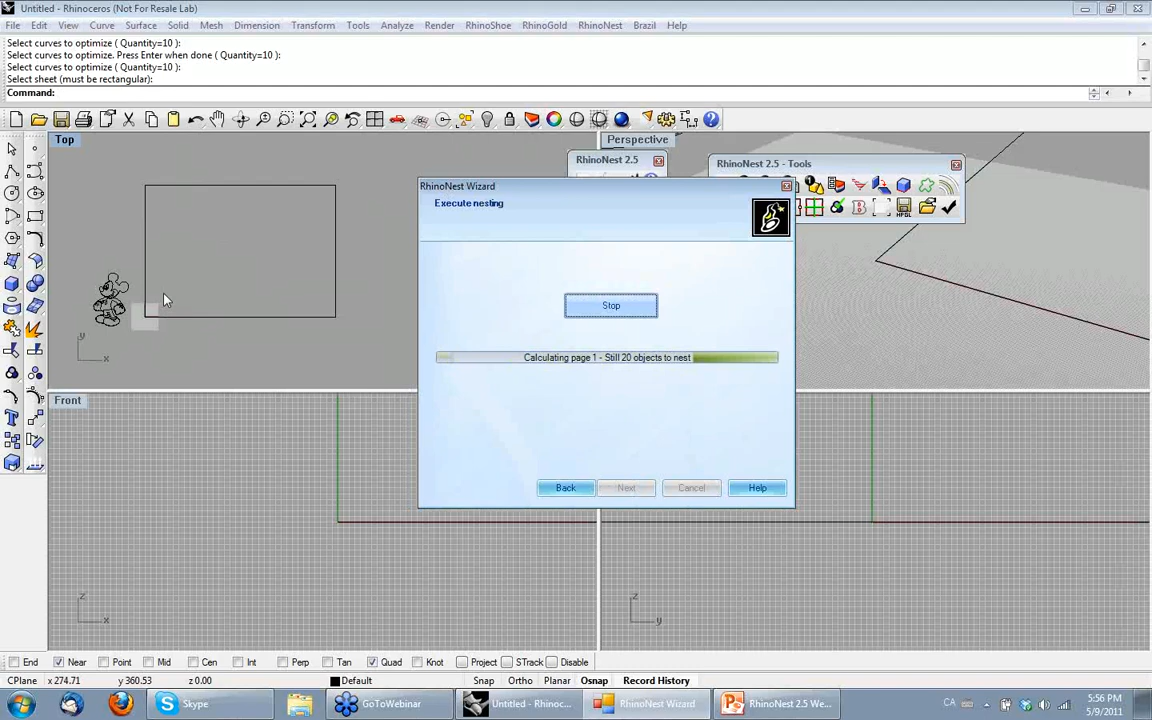 Untitled - Rhinoceros (Not For Resale Lab)
File Edit View Curve Surface Solid Mesh Dimension Transform Tools Analyze Render RhinoShoe RhinoGold RhinoNest Brazil Help
Select curves to optimize ( Quantity=10 ):
Select curves to optimize. Press Enter when done ( Quantity=10 ):
Select curves to optimize ( Quantity=10 ):
Select sheet (must be rectangular):
Command:
Top
Perspective
RhinoNest 2.5
RhinoNest 2.5 - Tools
RhinoNest Wizard
Execute nesting
Stop
Calculating page 1 - Still 20 objects to nest
Back Next Cancel Help
y
x
Front
z
x
z
y
End Near Point Mid Cen Int Perp Tan Quad Knot Project STrack Disable
CPlane x 274.71 y 360.53 z 0.00 Default Snap Ortho Planar Osnap Record History
Skype GoToWebinar Untitled - Rhinoc... RhinoNest Wizard RhinoNest 2.5 We... CA 5:56 PM
5/9/2011